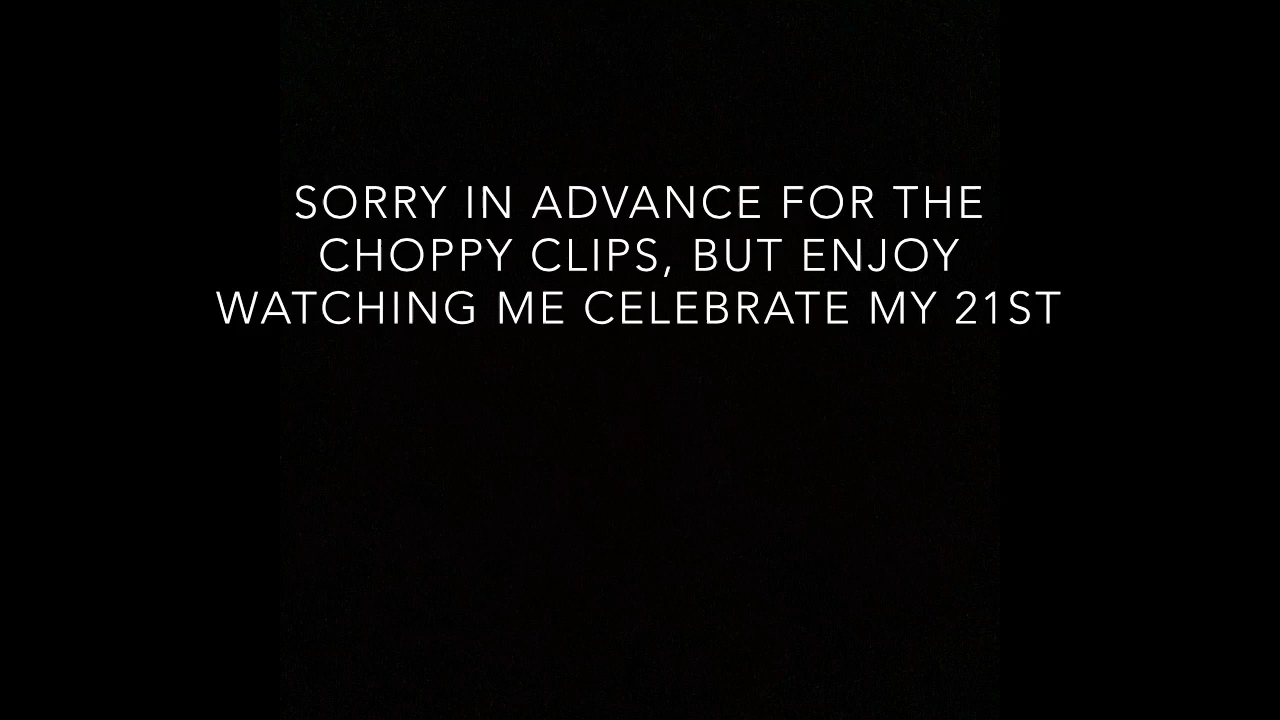 SORRY IN ADVANCE FOR THE
CHOPPY CLIPS, BUT ENJOY
WATCHING ME CELEBRATE MY 21ST